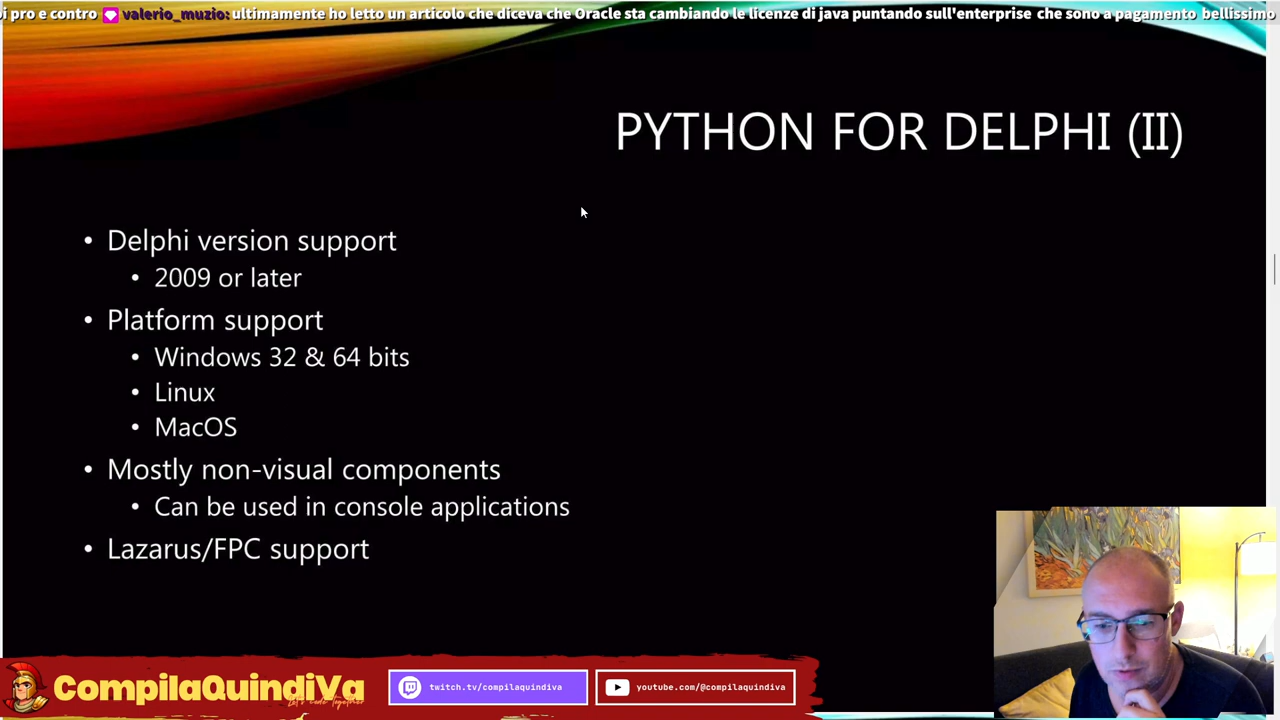 i pro e contro valerio_muzio: ultimamente ho letto un articolo che diceva che Oracle sta cambiando le licenze di java puntando sull'enterprise che sono a pagamento bellissimo
PYTHON FOR DELPHI (II)
• Delphi version support
• 2009 or later
• Platform support
• Windows 32 & 64 bits
• Linux
• MacOS
• Mostly non-visual components
• Can be used in console applications
• Lazarus/FPC support
CompilaQuindiVa
Let's code together
twitch.tv/compilaquindiva
youtube.com/@compilaquindiva